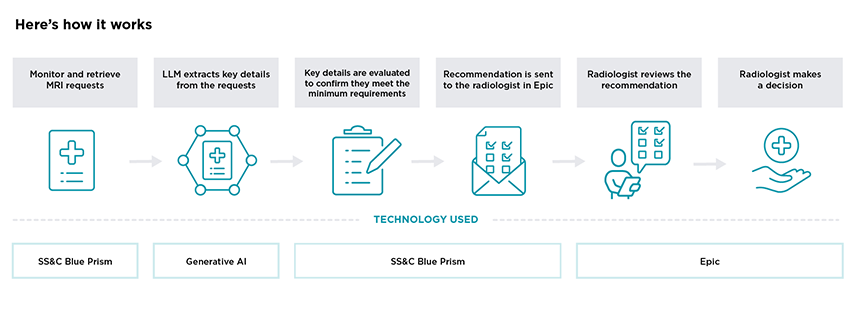 Here's how it works
Monitor and retrieve
MRI requests
LLM extracts key details
from the requests
Key details are evaluated
to confirm they meet the
minimum requirements
Recommendation is sent
to the radiologist in Epic
Radiologist reviews the
recommendation
Radiologist makes
a decision
TECHNOLOGY USED
SS&C Blue Prism
Generative AI
SS&C Blue Prism
Epic